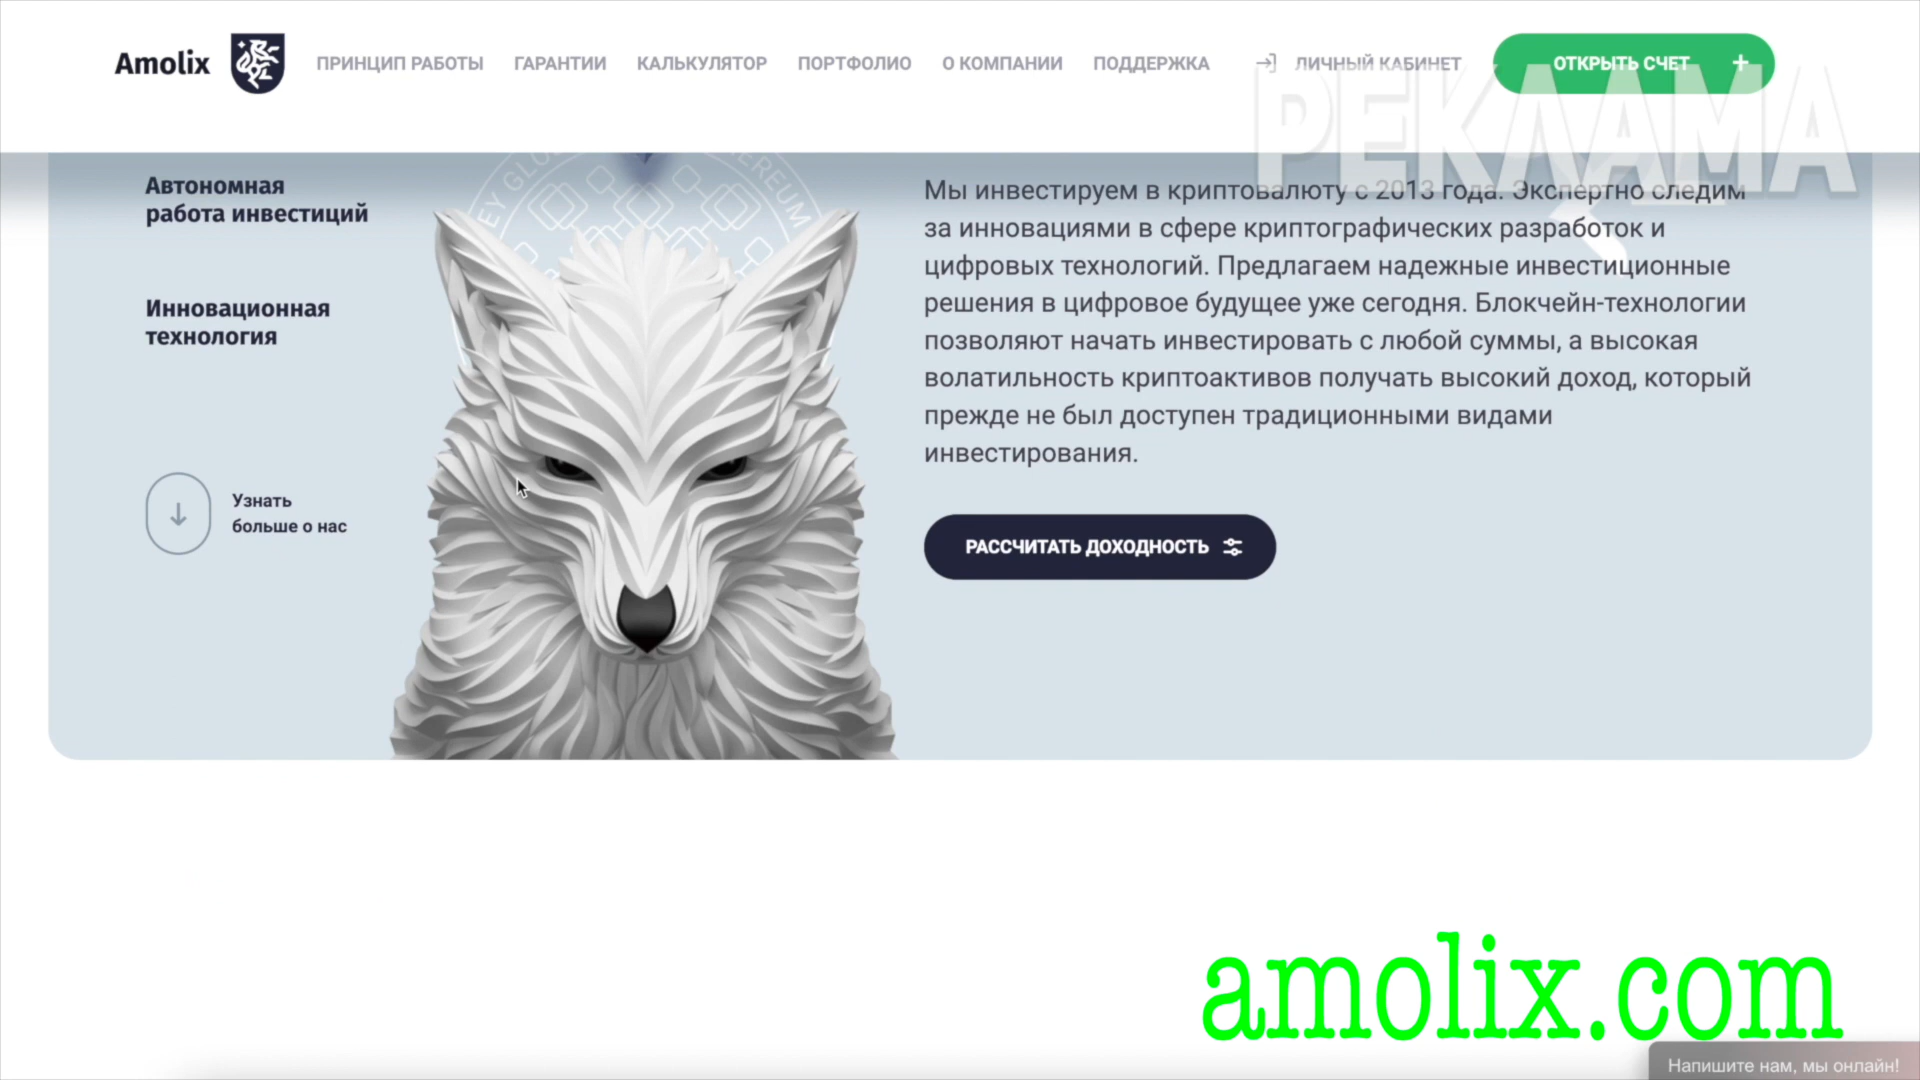 Amolix
ПРИНЦИП РАБОТЫ
ГАРАНТИИ
КАЛЬКУЛЯТОР
ПОРТФОЛИО
О КОМПАНИИ
ПОДДЕРЖКА
ЛИЧНЫЙ КАБИНЕТ
ОТКРЫТЬ СЧЕТ +
РЕКЛАМА
Автономная
работа инвестиций
Инновационная
технология
Узнать
больше о нас
Мы инвестируем в криптовалюту с 2013 года. Экспертно следим
за инновациями в сфере криптографических разработок и
цифровых технологий. Предлагаем надежные инвестиционные
решения в цифровое будущее уже сегодня. Блокчейн-технологии
позволяют начать инвестировать с любой суммы, а высокая
волатильность криптоактивов получать высокий доход, который
прежде не был доступен традиционными видами
инвестирования.
РАССЧИТАТЬ ДОХОДНОСТЬ
amolix.com
Напишите нам, мы онлайн!